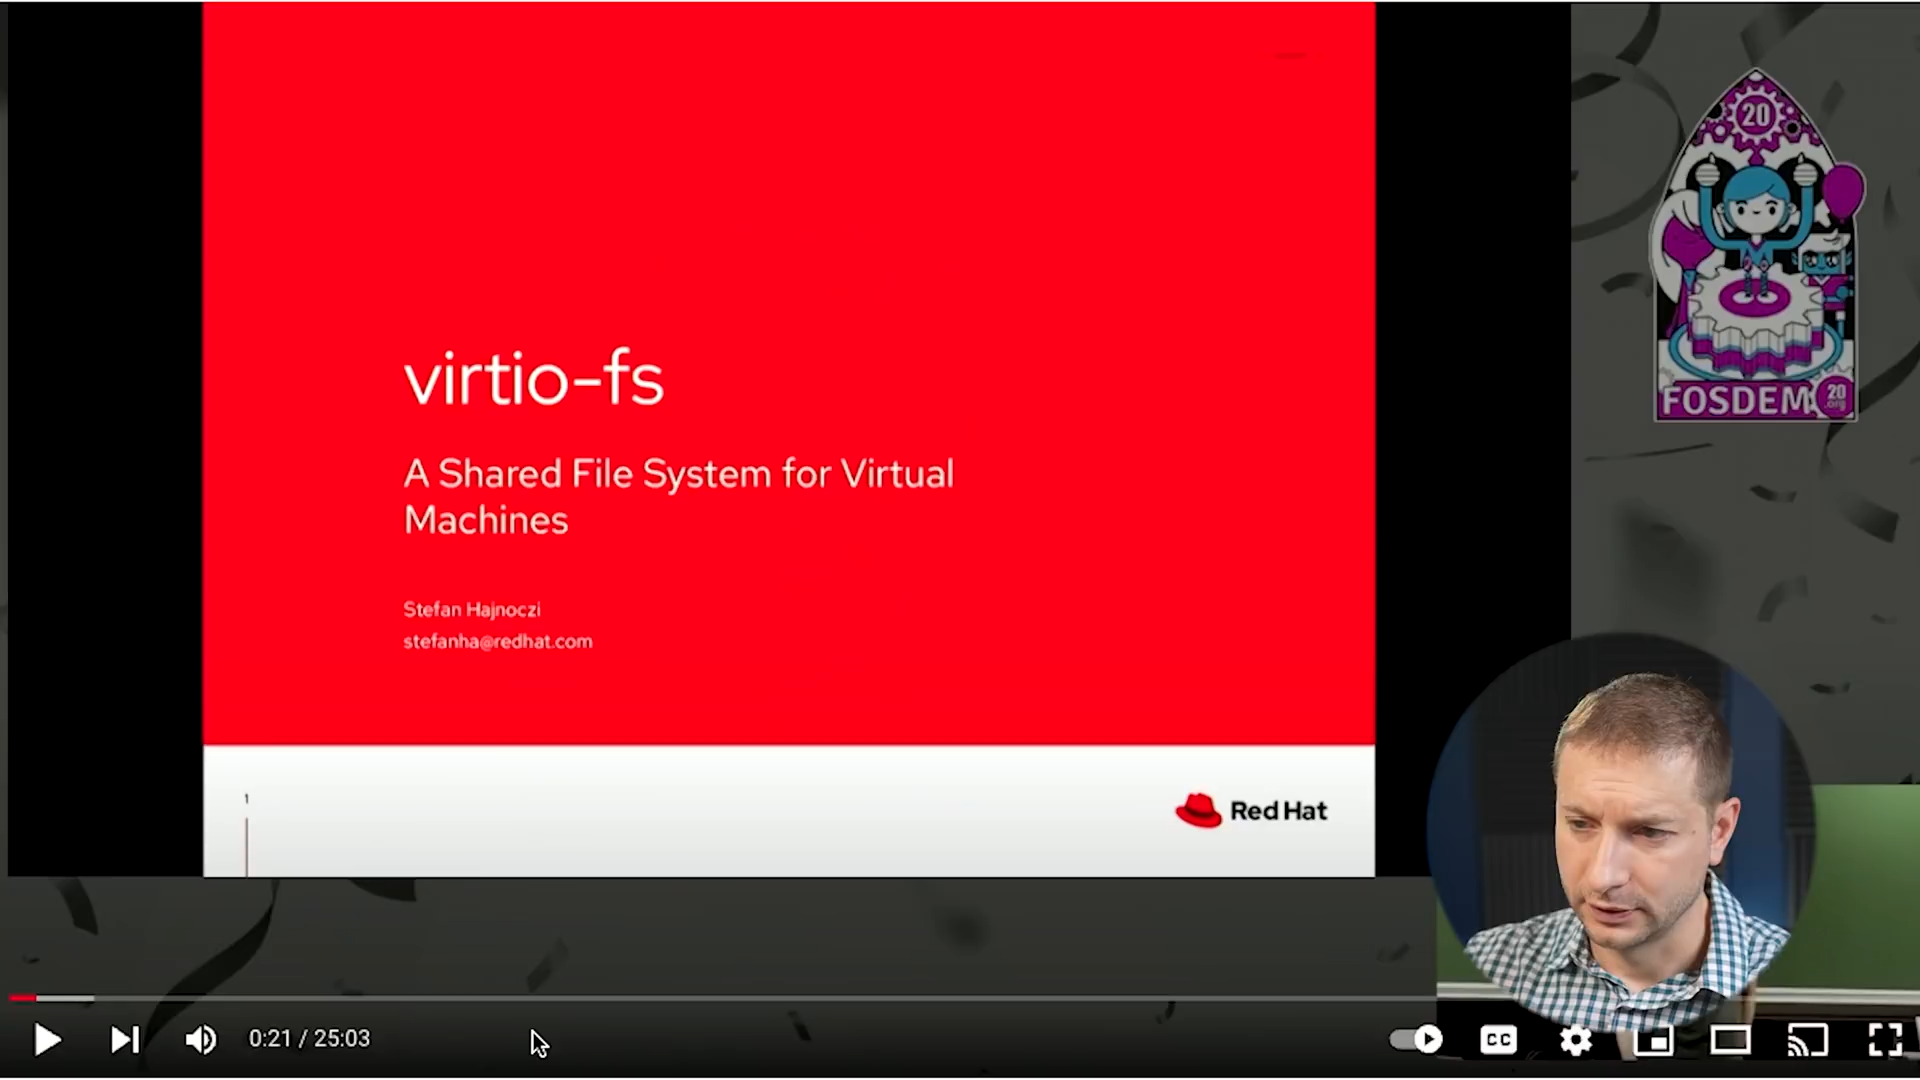 20
FOSDEM 20
.org
virtio-fs
A Shared File System for Virtual
Machines
Stefan Hajnoczi
stefanha@redhat.com
1
Red Hat
0:21 / 25:03
CC